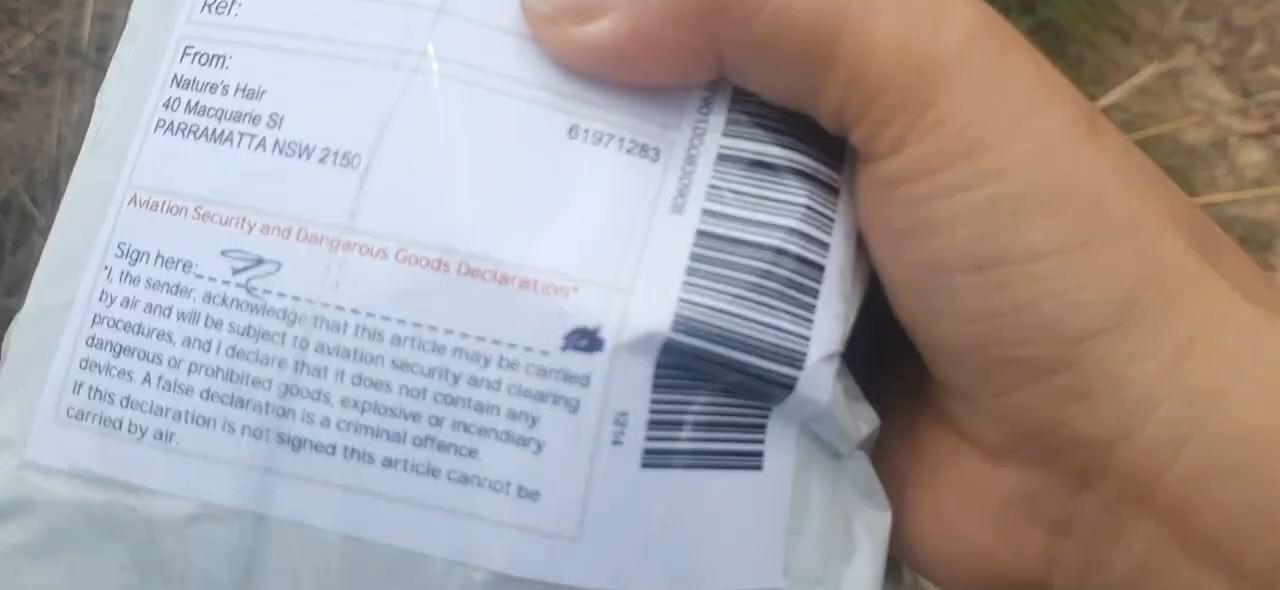 Ref:
From:
Nature's Hair
40 Macquarie St
PARRAMATTA NSW 2150
61971283
Aviation Security and Dangarous Goods Declaration*
Sign here:
*I, the sender, acknowledge that this article may be carried
by air and will be subject to aviation security and clearing
procedures, and I declare that it does not contain any
dangerous or prohibited goods, explosive or incendiary
devices. A false declaration is a criminal offence.
If this declaration is not signed this article cannot be
carried by air.